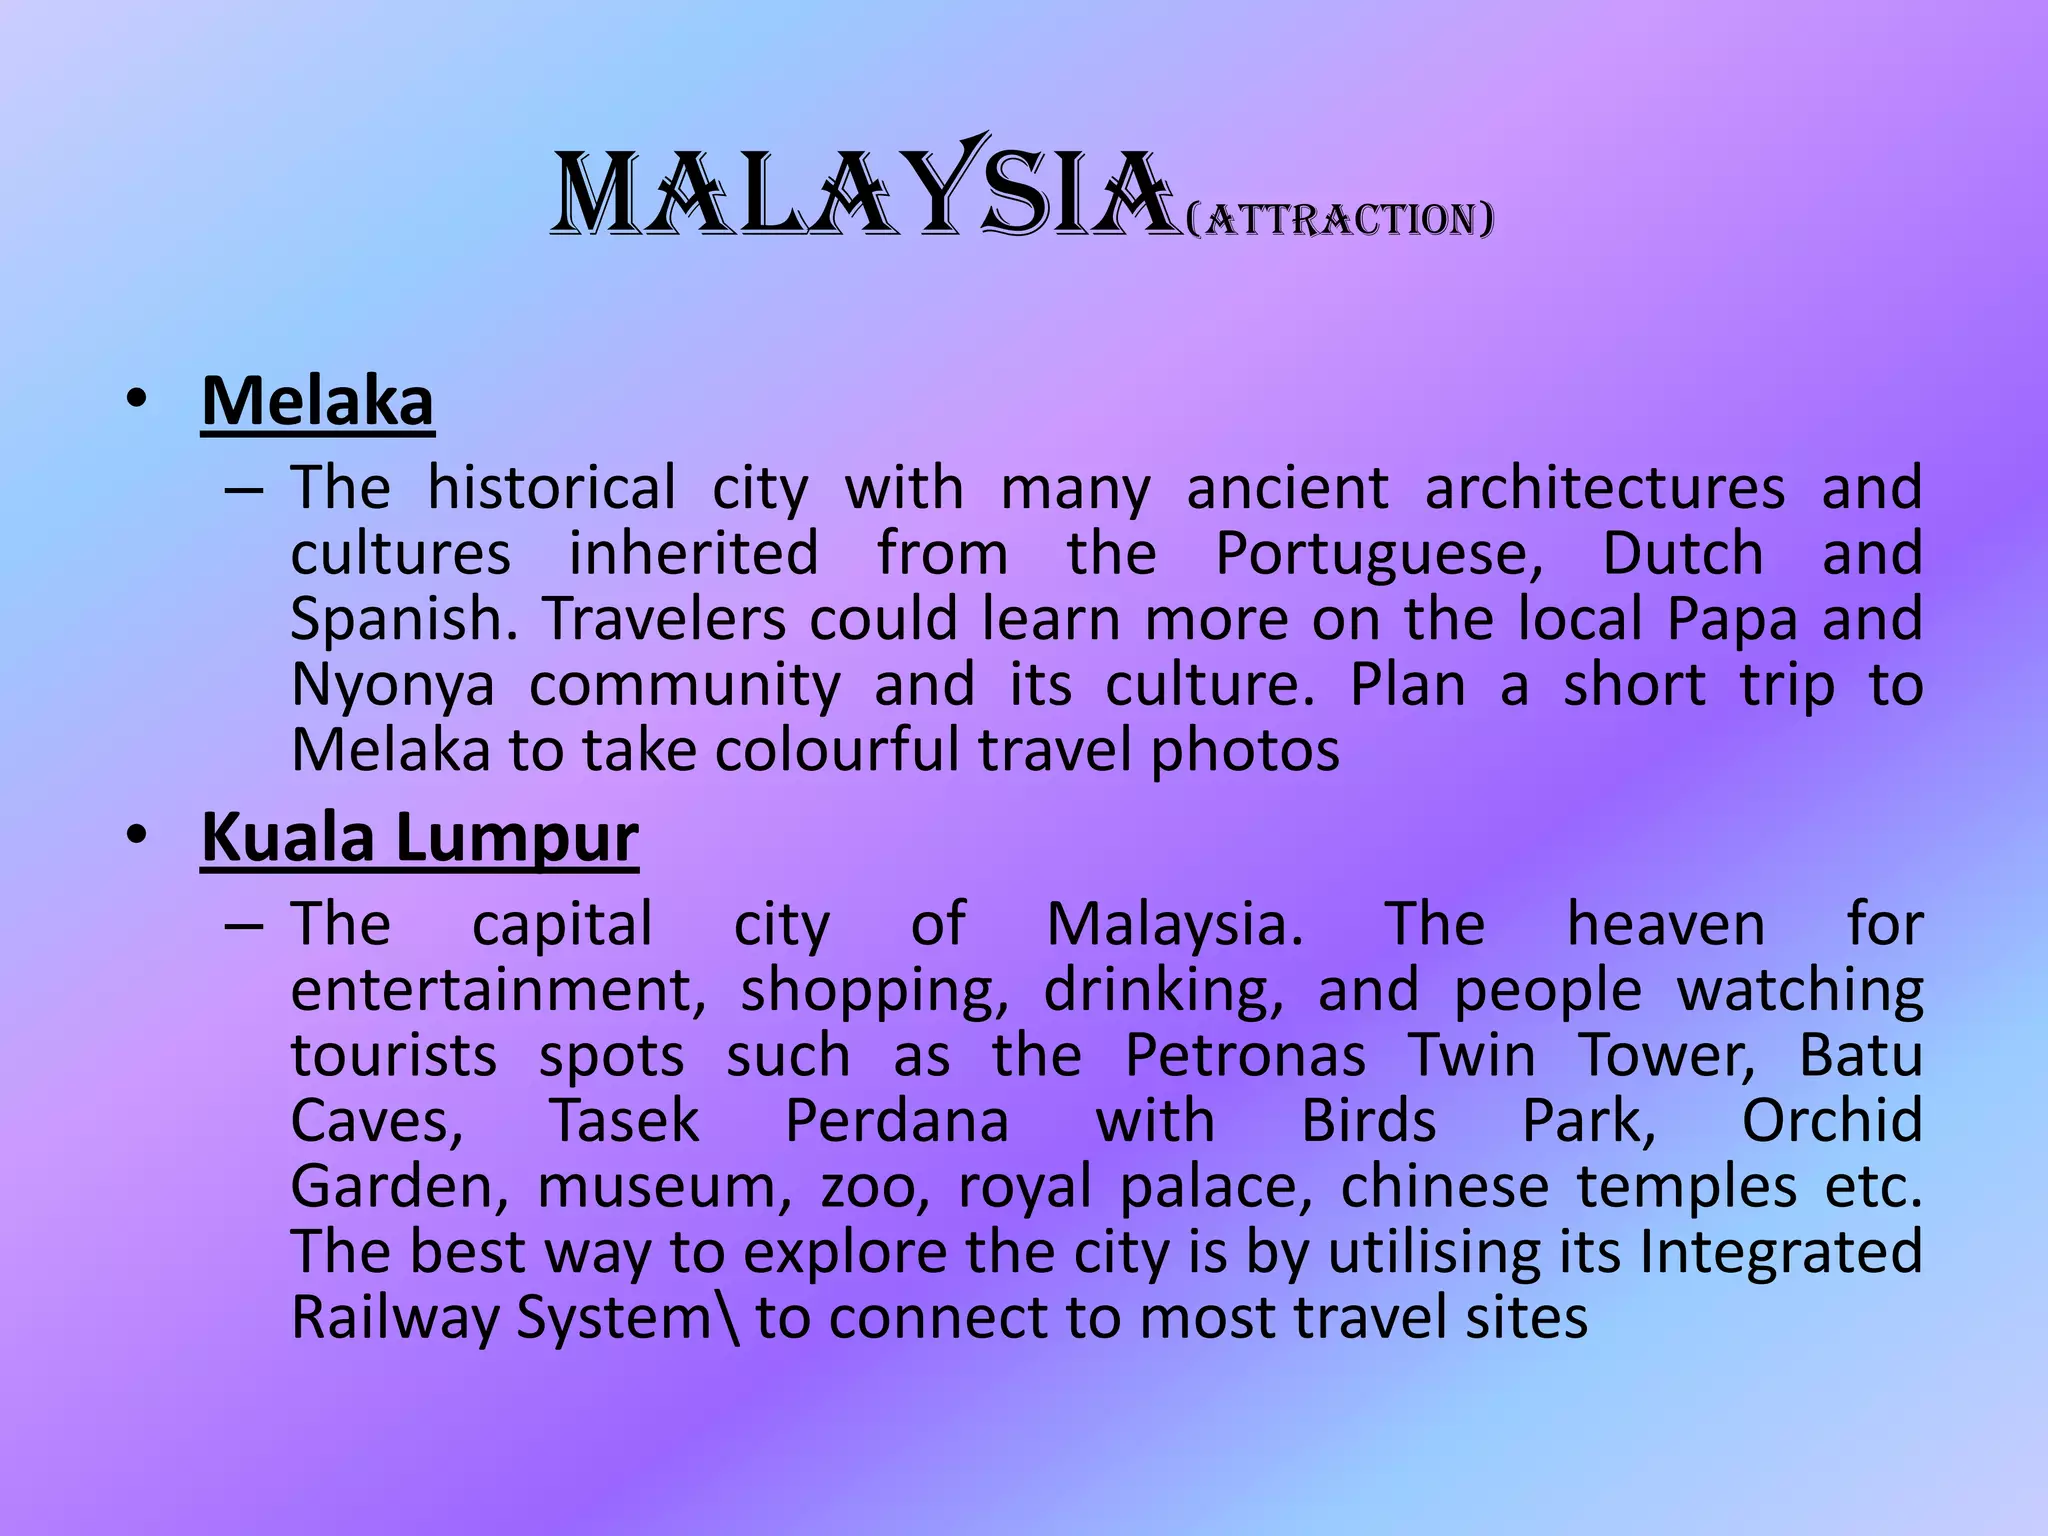 MALAYSIA(ATTRACTION)
• Melaka
– The historical city with many ancient architectures and
cultures inherited from the Portuguese, Dutch and
Spanish. Travelers could learn more on the local Papa and
Nyonya community and its culture. Plan a short trip to
Melaka to take colourful travel photos
• Kuala Lumpur
– The capital city of Malaysia. The heaven for
entertainment, shopping, drinking, and people watching
tourists spots such as the Petronas Twin Tower, Batu
Caves, Tasek Perdana with Birds Park, Orchid
Garden, museum, zoo, royal palace, chinese temples etc.
The best way to explore the city is by utilising its Integrated
Railway System\ to connect to most travel sites